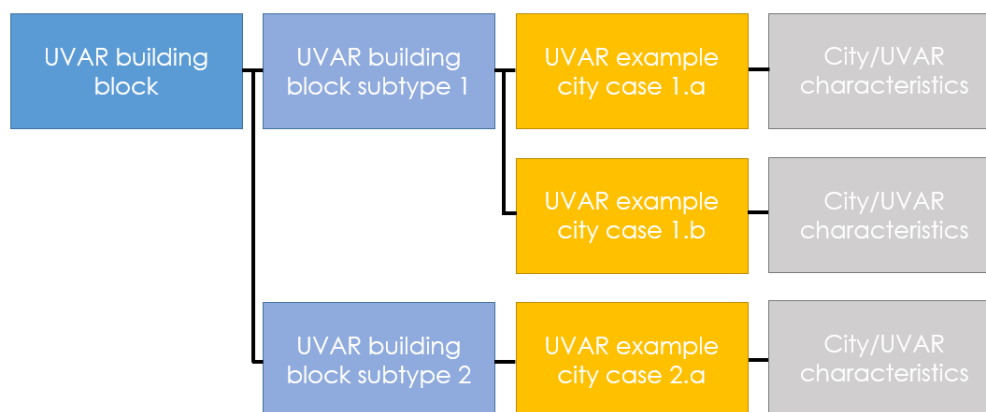 UVAR building
block
UVAR building
block subtype 1
UVAR example
city case 1.a
City/UVAR
characteristics
UVAR example
city case 1.b
City/UVAR
characteristics
UVAR building
block subtype 2
UVAR example
city case 2.a
City/UVAR
characteristics